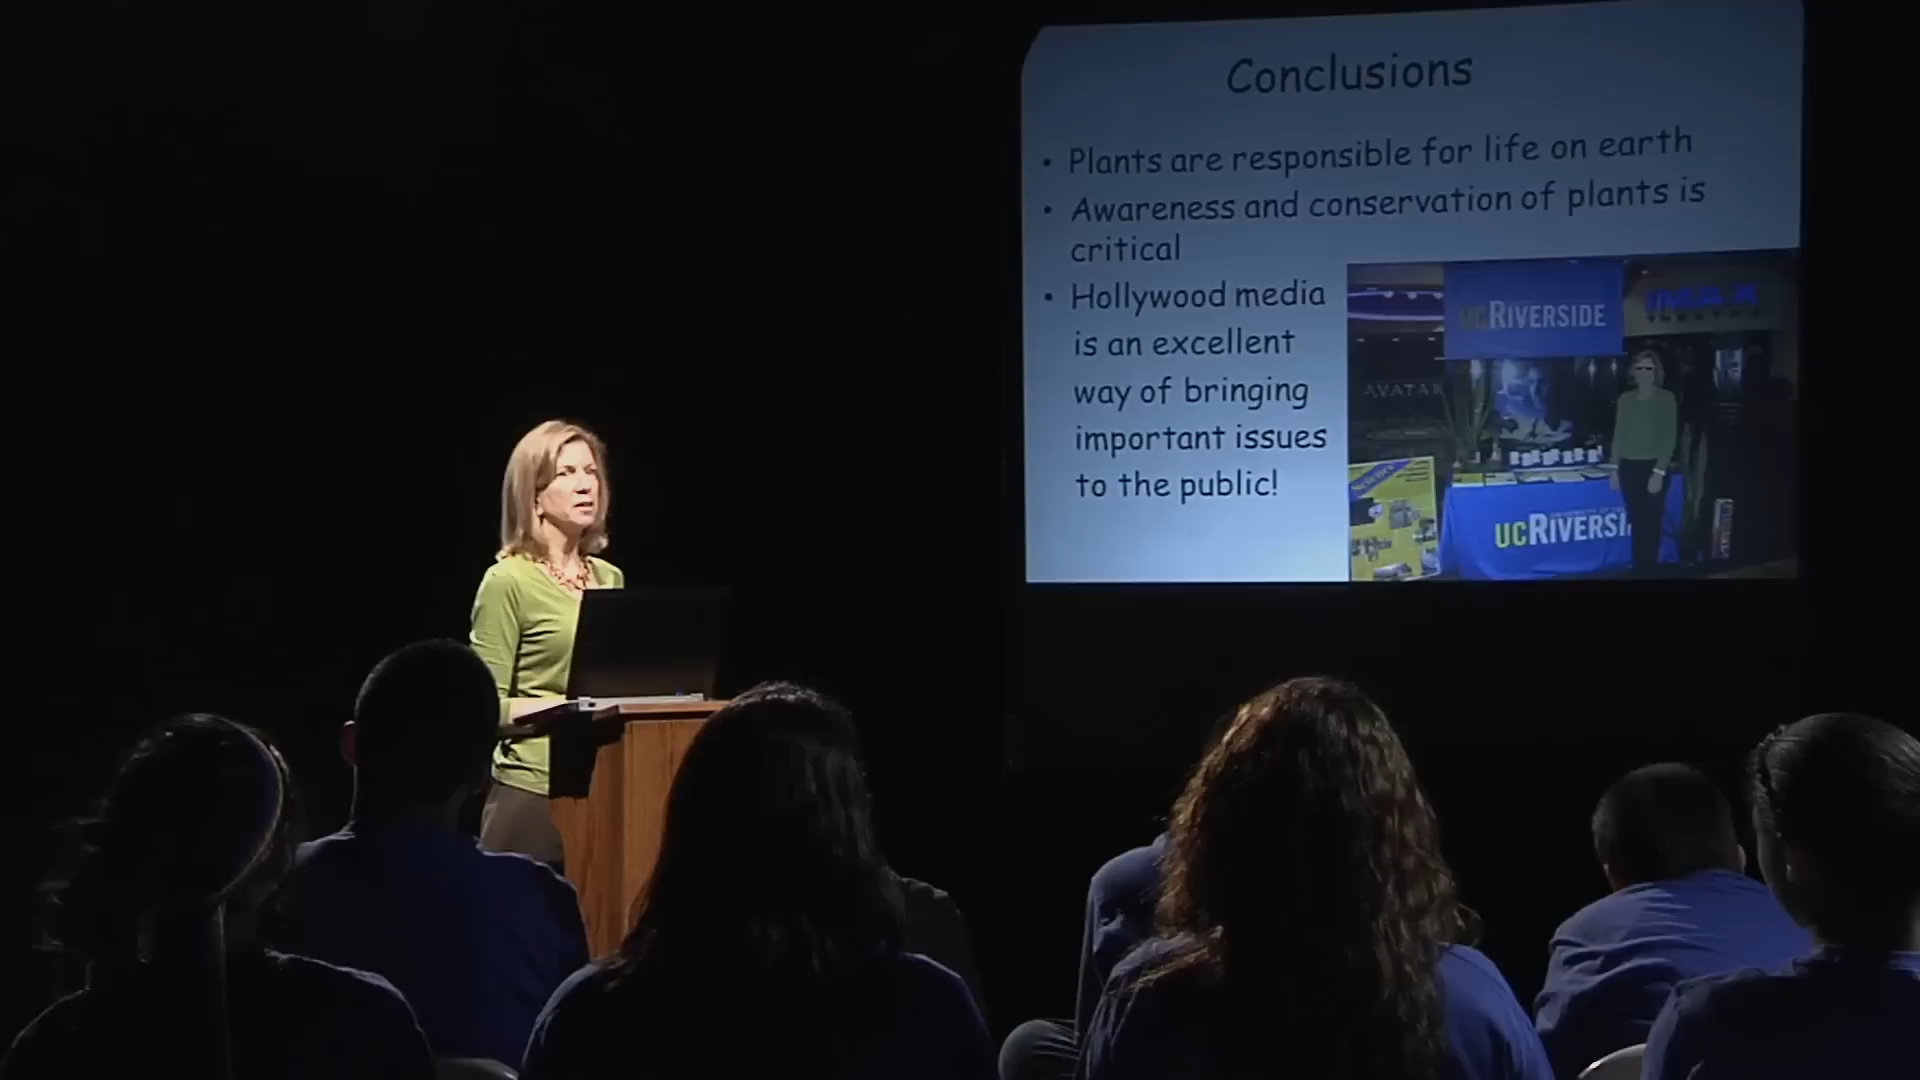 Conclusions
• Plants are responsible for life on earth
• Awareness and conservation of plants is
critical
• Hollywood media
is an excellent
way of bringing
important issues
to the public!
UCRIVERSIDE
IMAX
AVATAR
Science
UCRIVERSI